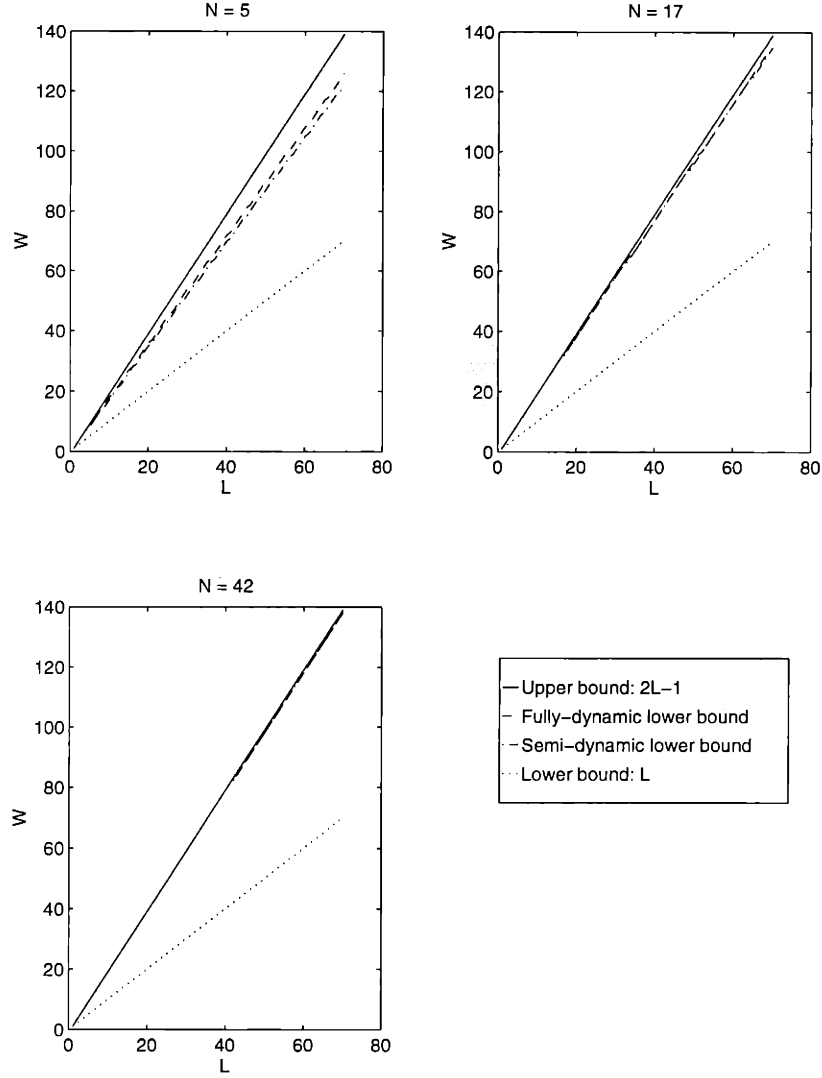 N = 5
140
120
100
80
60
40
20
0
W
0 20 40 60 80
L
N = 17
140
120
100
80
60
40
20
0
W
0 20 40 60 80
L
N = 42
140
120
100
80
60
40
20
0
W
0 20 40 60 80
L
Upper bound: 2L−1
Fully−dynamic lower bound
Semi−dynamic lower bound
Lower bound: L